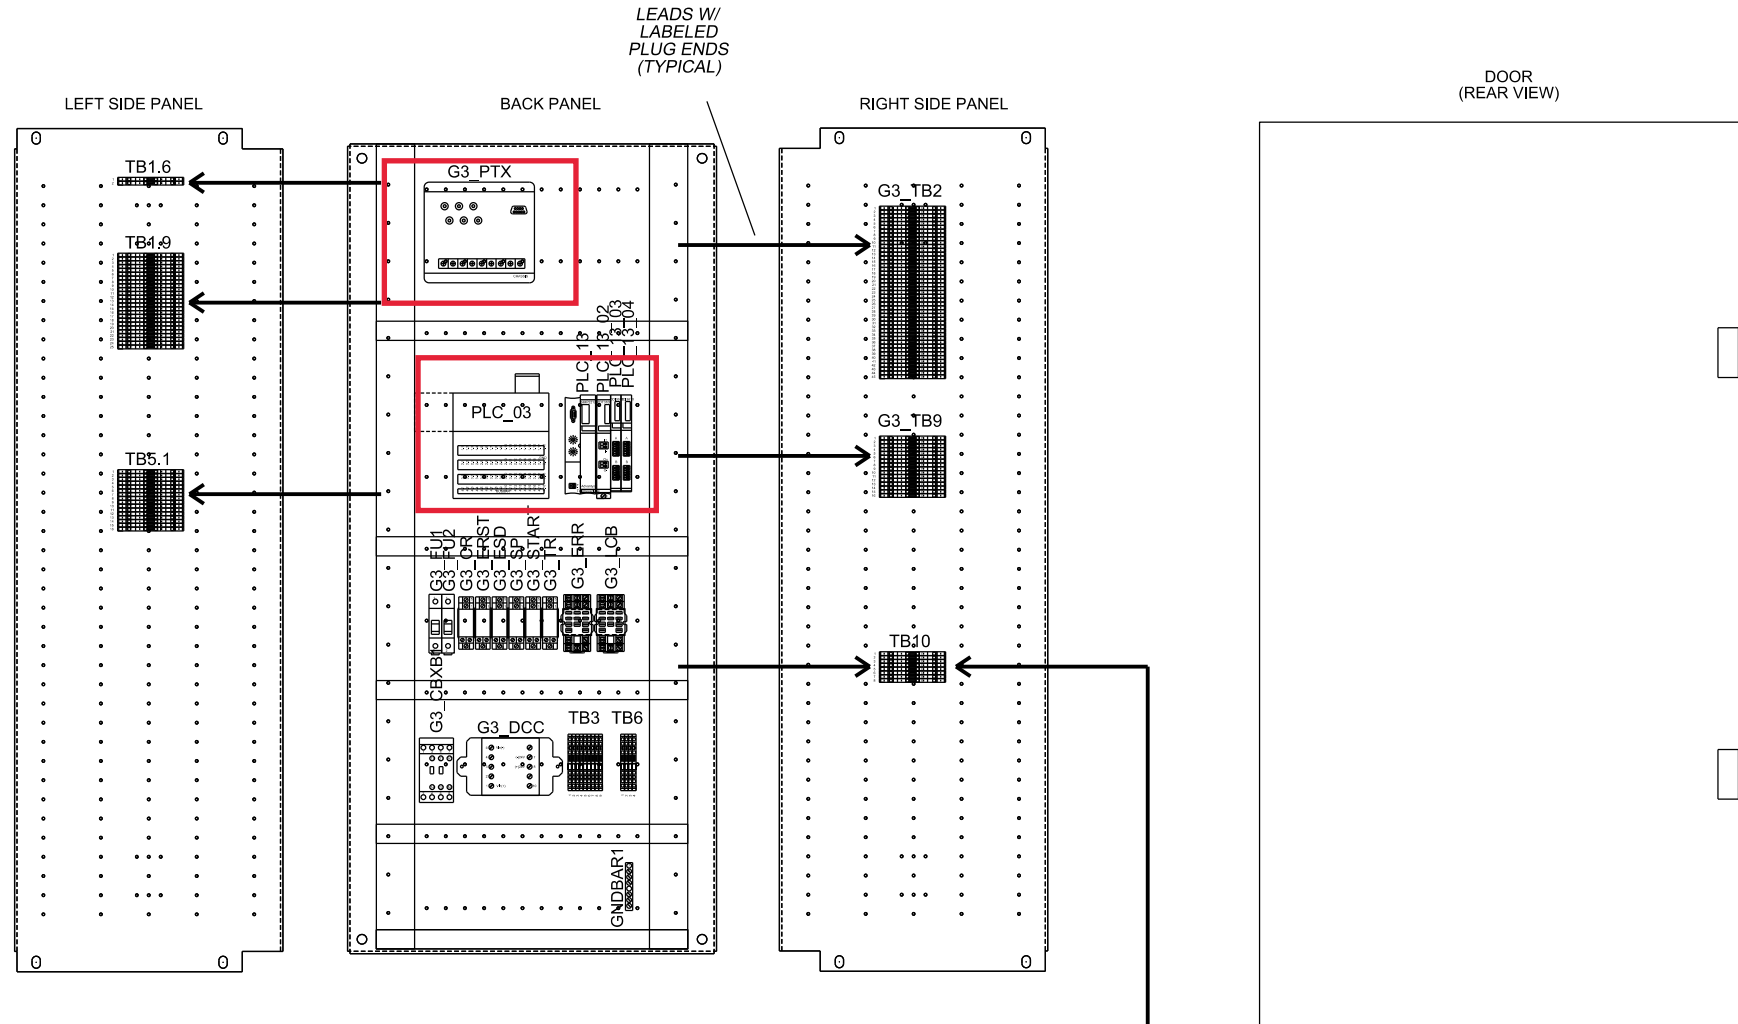 LEADS W/
LABELED
PLUG ENDS
(TYPICAL)
DOOR
(REAR VIEW)
LEFT SIDE PANEL
BACK PANEL
RIGHT SIDE PANEL
TB1.6
TB1.9
TB5.1
G3_PTX
PLC_03
PLC_13
PLC_13_02
PLC_13_03
PLC_13_04
G3_FU1
G3_FU2
G3_CR
G3_ERST
G3_ESD
G3_SP
G3_START
G3_TR
G3_ERR
G3_LCB
G3_CBXB
G3_DCC
TB3
TB6
GNDBAR1
G3_TB2
G3_TB9
TB10